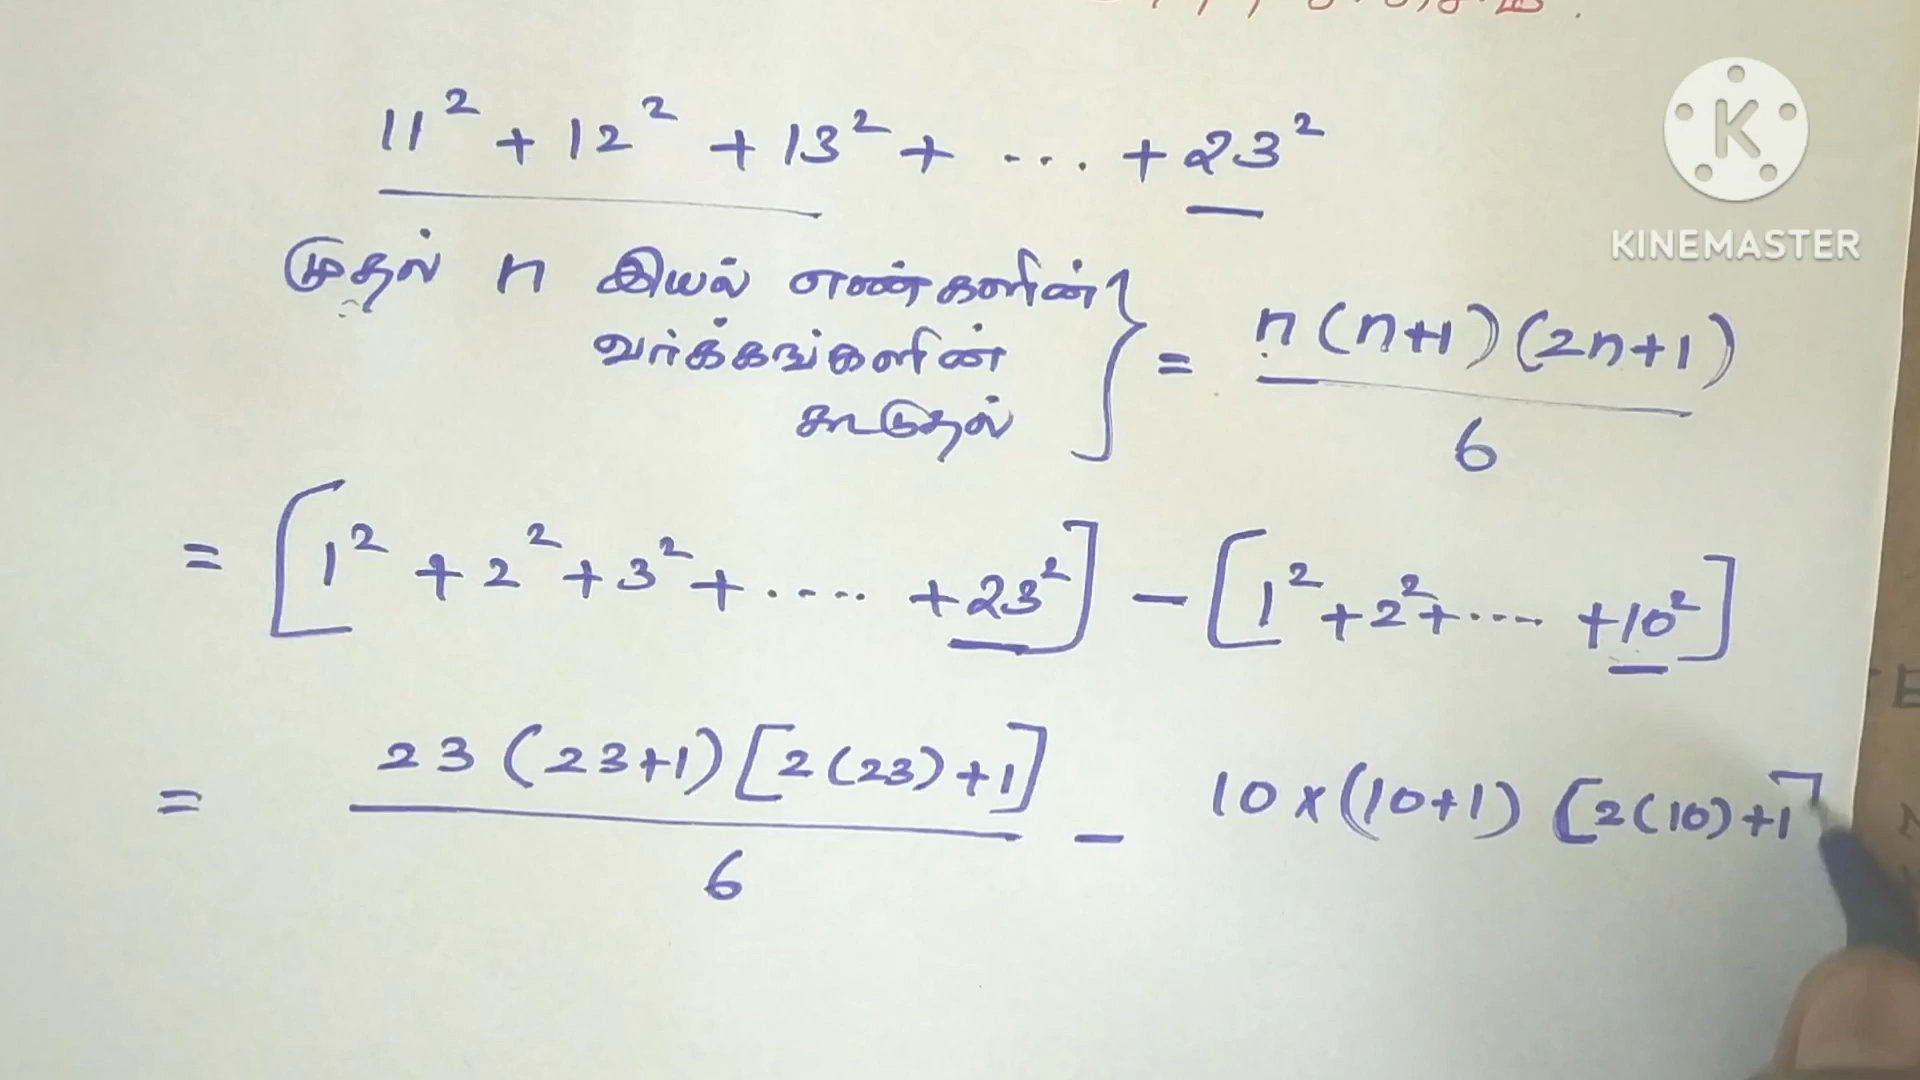 11² + 12² + 13² + ... + 23²
முதல் n இயல் எண்களின்
வர்க்கங்களின்
கூடுதல்
} = n(n+1)(2n+1)
6
= [1² + 2² + 3² + .... + 23²] - [1² + 2² + .... + 10²]
= 23(23+1)[2(23)+1]
6
- 10×(10+1) [2(10)+1]
K
KINEMASTER